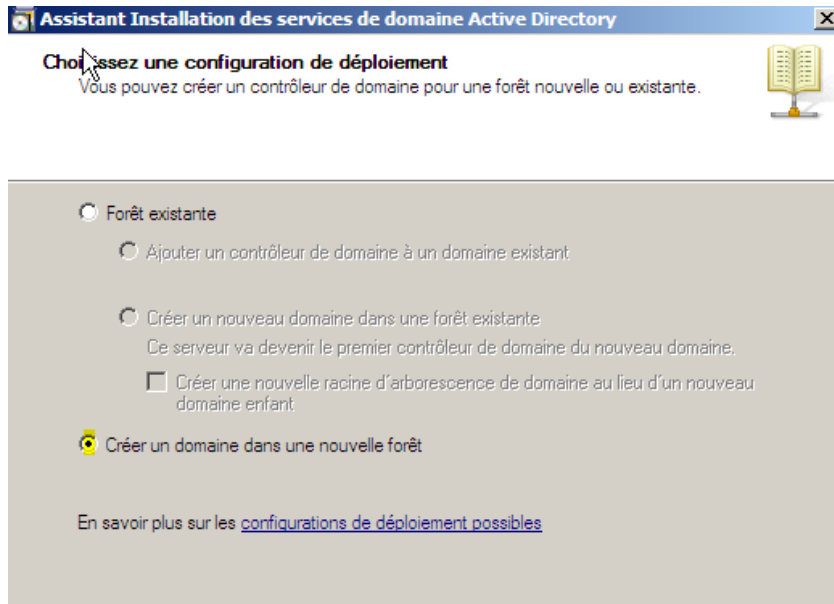 Assistant Installation des services de domaine Active Directory
Choisissez une configuration de déploiement
Vous pouvez créer un contrôleur de domaine pour une forêt nouvelle ou existante.
Forêt existante
Ajouter un contrôleur de domaine à un domaine existant
Créer un nouveau domaine dans une forêt existante
Ce serveur va devenir le premier contrôleur de domaine du nouveau domaine.
Créer une nouvelle racine d'arborescence de domaine au lieu d'un nouveau
domaine enfant
Créer un domaine dans une nouvelle forêt
En savoir plus sur les configurations de déploiement possibles